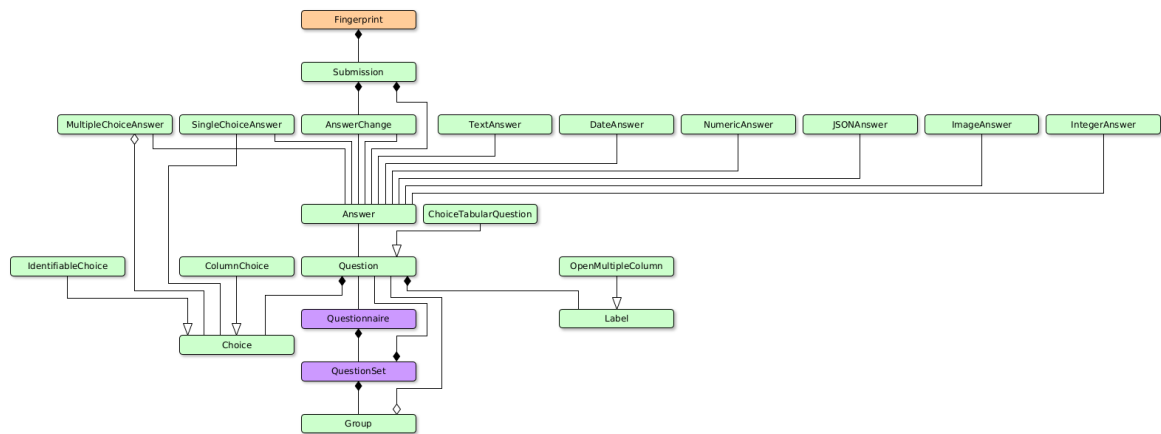 Fingerprint
Submission
MultipleChoiceAnswer
SingleChoiceAnswer
AnswerChange
TextAnswer
DateAnswer
NumericAnswer
JSONAnswer
ImageAnswer
IntegerAnswer
Answer
ChoiceTabularQuestion
IdentifiableChoice
ColumnChoice
Question
OpenMultipleColumn
Questionnaire
Label
Choice
QuestionSet
Group